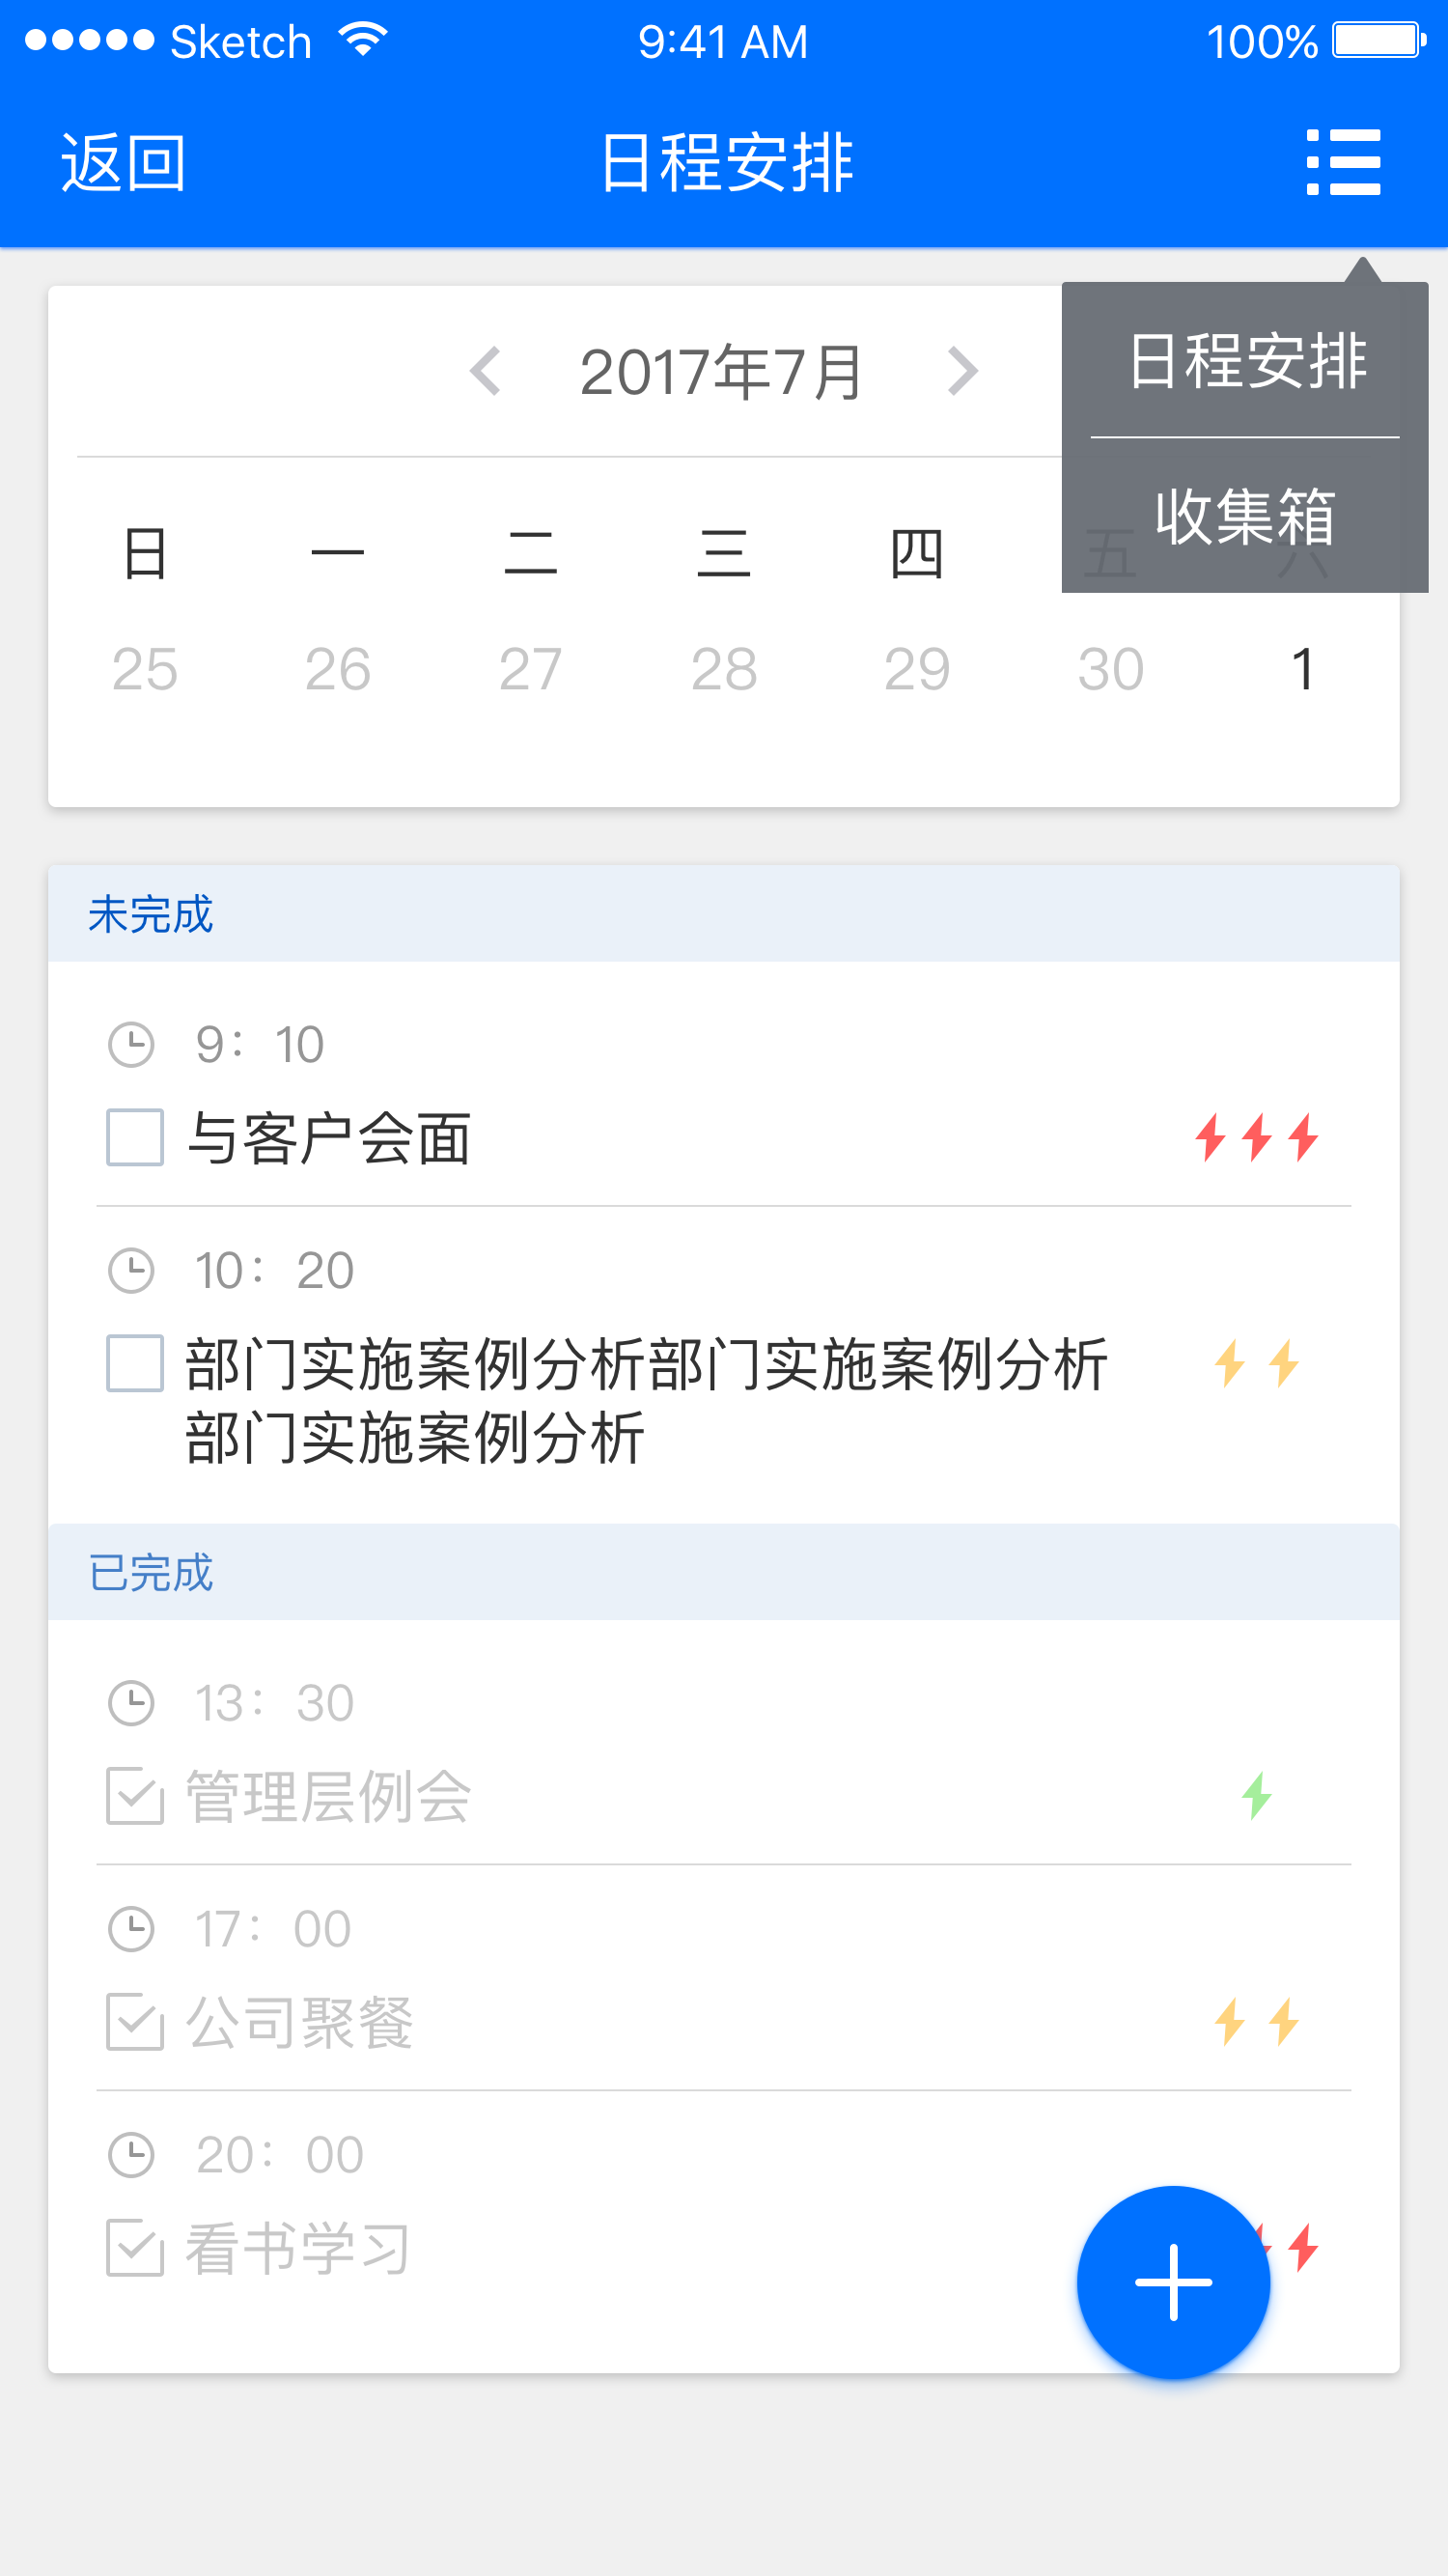 Sketch 9:41 AM 100%
返回 日程安排
2017年7月
日程安排
收集箱
日 一 二 三 四 五 六
25 26 27 28 29 30 1
未完成
9：10
与客户会面
10：20
部门实施案例分析部门实施案例分析
部门实施案例分析
已完成
13：30
管理层例会
17：00
公司聚餐
20：00
看书学习